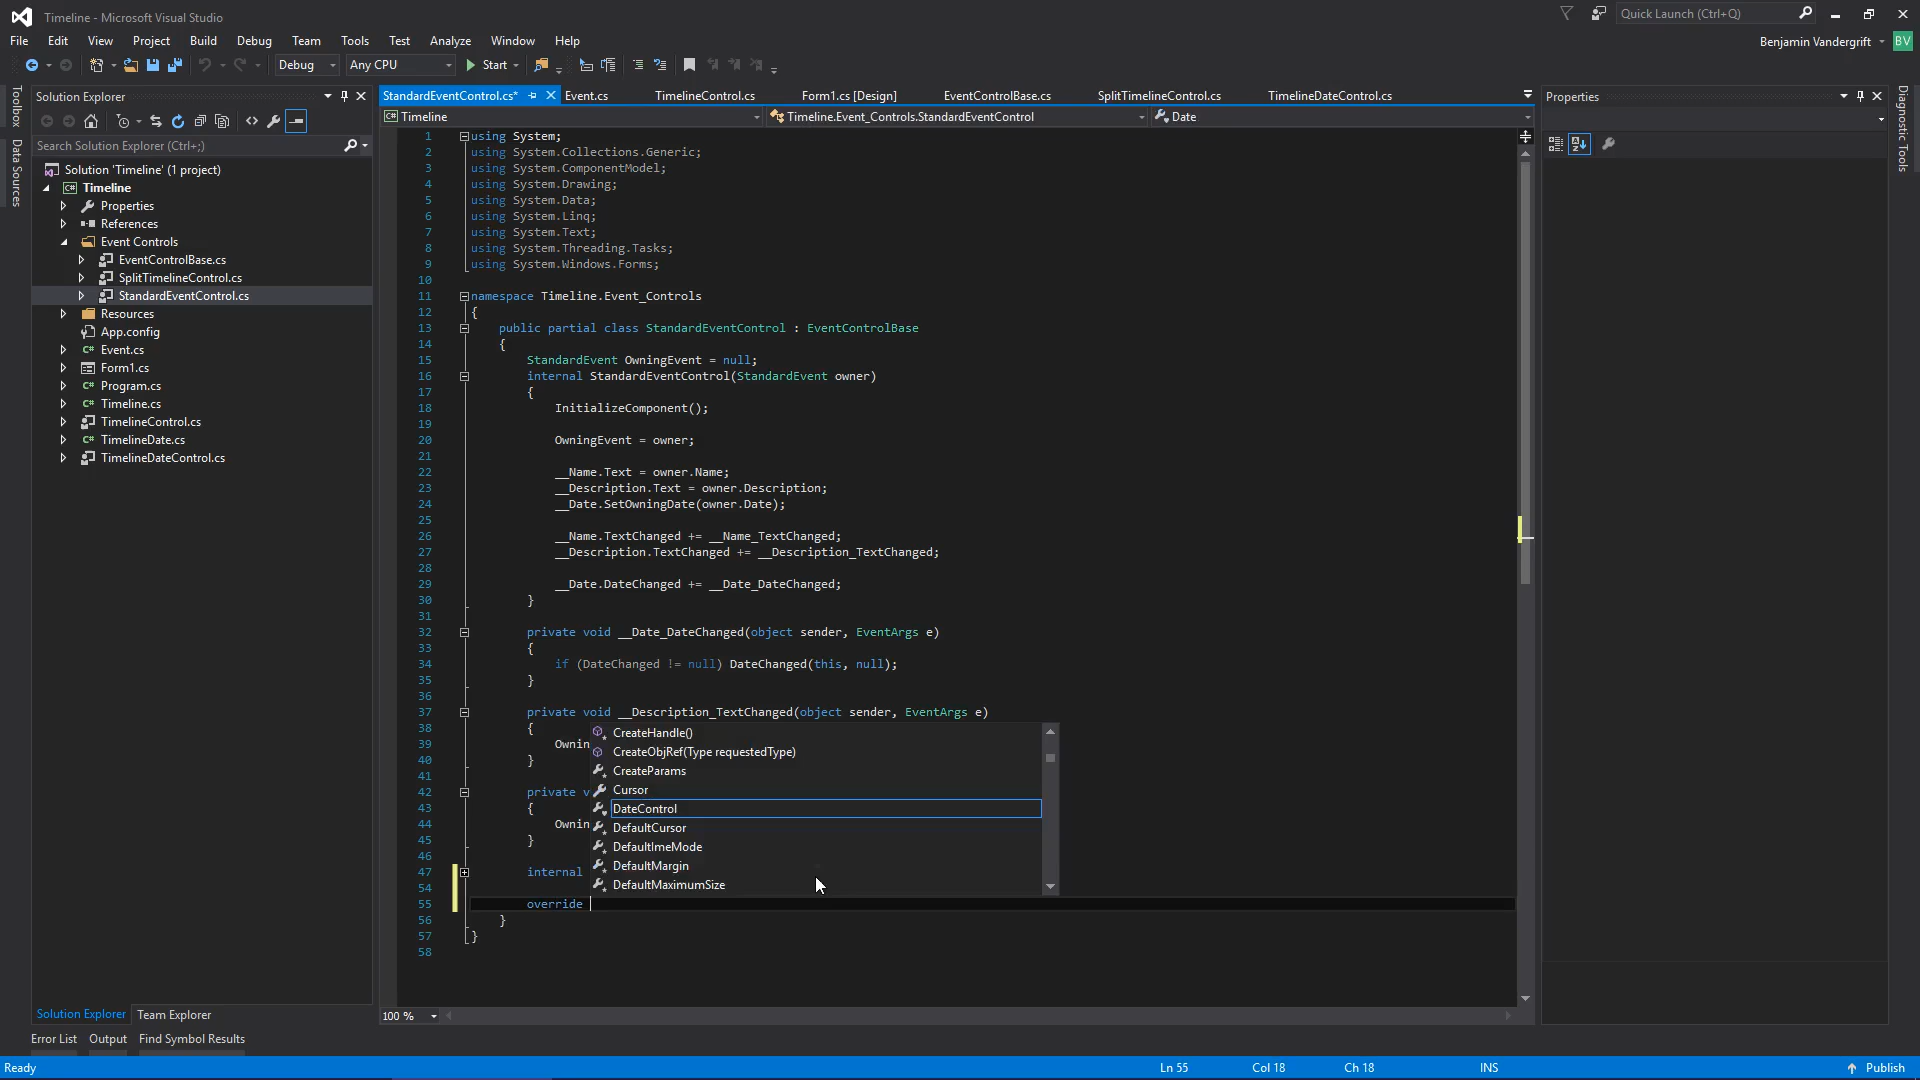 Timeline - Microsoft Visual Studio
Quick Launch (Ctrl+Q)
File Edit View Project Build Debug Team Tools Test Analyze Window Help
Benjamin Vandergrift BV
Debug Any CPU Start
Toolbox
Data Sources
Solution Explorer
Search Solution Explorer (Ctrl+;)
Solution 'Timeline' (1 project)
Timeline
Properties
References
Event Controls
EventControlBase.cs
SplitTimelineControl.cs
StandardEventControl.cs
Resources
App.config
Event.cs
Form1.cs
Program.cs
Timeline.cs
TimelineControl.cs
TimelineDate.cs
TimelineDateControl.cs
Solution Explorer Team Explorer
StandardEventControl.cs* Event.cs TimelineControl.cs Form1.cs [Design] EventControlBase.cs SplitTimelineControl.cs TimelineDateControl.cs
Timeline Timeline.Event_Controls.StandardEventControl Date
1 using System;
2 using System.Collections.Generic;
3 using System.ComponentModel;
4 using System.Drawing;
5 using System.Data;
6 using System.Linq;
7 using System.Text;
8 using System.Threading.Tasks;
9 using System.Windows.Forms;
10
11 namespace Timeline.Event_Controls
12 {
13 public partial class StandardEventControl : EventControlBase
14 {
15 StandardEvent OwningEvent = null;
16 internal StandardEventControl(StandardEvent owner)
17 {
18 InitializeComponent();
19
20 OwningEvent = owner;
21
22 __Name.Text = owner.Name;
23 __Description.Text = owner.Description;
24 __Date.SetOwningDate(owner.Date);
25
26 __Name.TextChanged += __Name_TextChanged;
27 __Description.TextChanged += __Description_TextChanged;
28
29 __Date.DateChanged += __Date_DateChanged;
30 }
31
32 private void __Date_DateChanged(object sender, EventArgs e)
33 {
34 if (DateChanged != null) DateChanged(this, null);
35 }
36
37 private void __Description_TextChanged(object sender, EventArgs e)
38 {
39 Ownin
40 }
41
42 private v
43 {
44 Ownin
45 }
46
47 internal
54
55 override
56 }
57 }
58
CreateHandle()
CreateObjRef(Type requestedType)
CreateParams
Cursor
DateControl
DefaultCursor
DefaultImeMode
DefaultMargin
DefaultMaximumSize
100 %
Properties
Diagnostic Tools
Error List Output Find Symbol Results
Ready Ln 55 Col 18 Ch 18 INS Publish